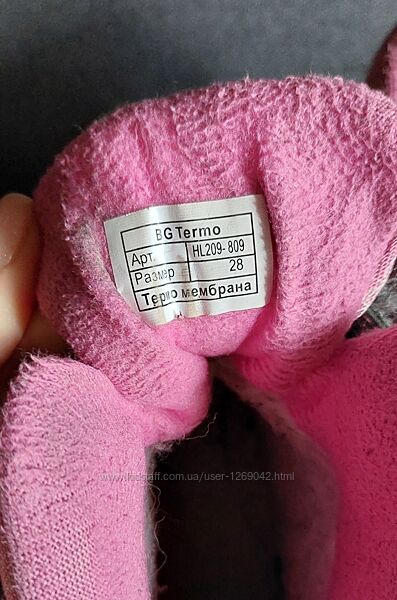 BG Termo
Арт. HL209-809
Размер 28
Термо мембрана
www.kidstaff.com.ua/user-1269042.html